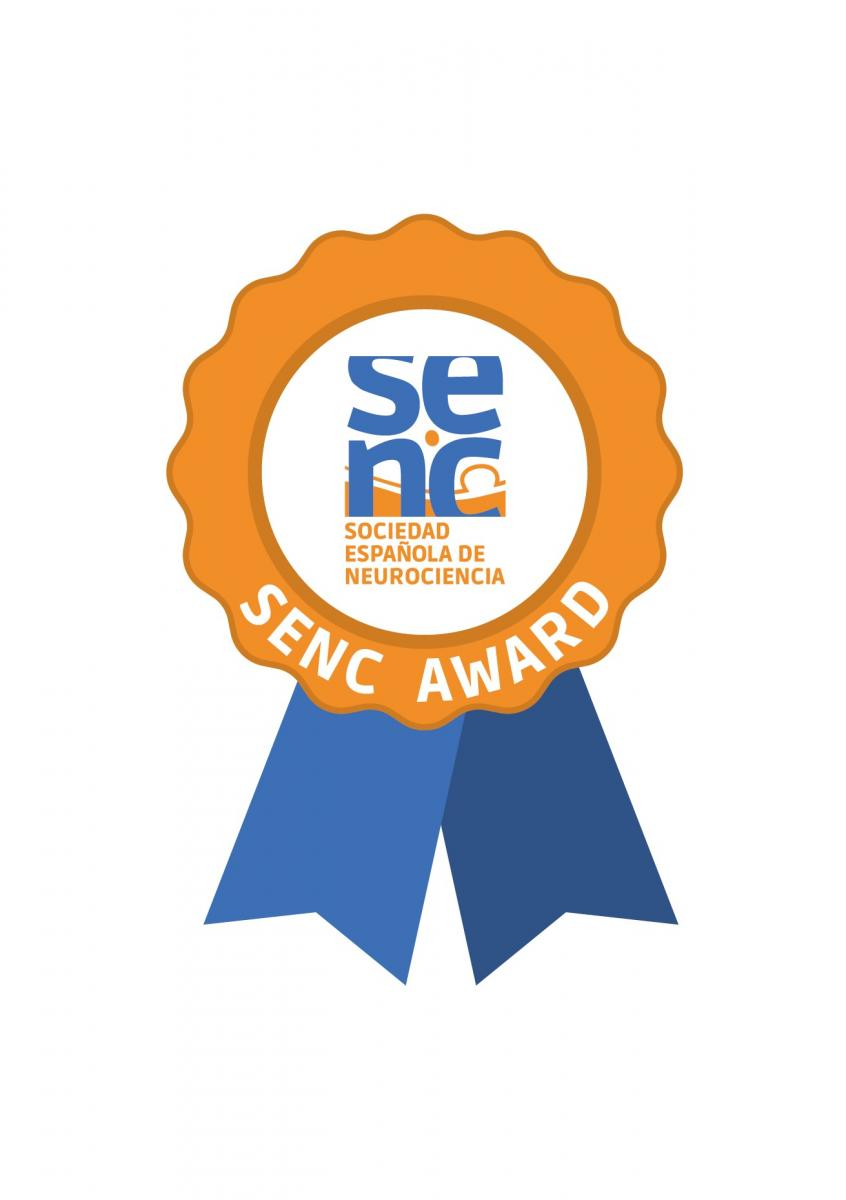 se
nc
SOCIEDAD
ESPAÑOLA DE
NEUROCIENCIA
SENC AWARD